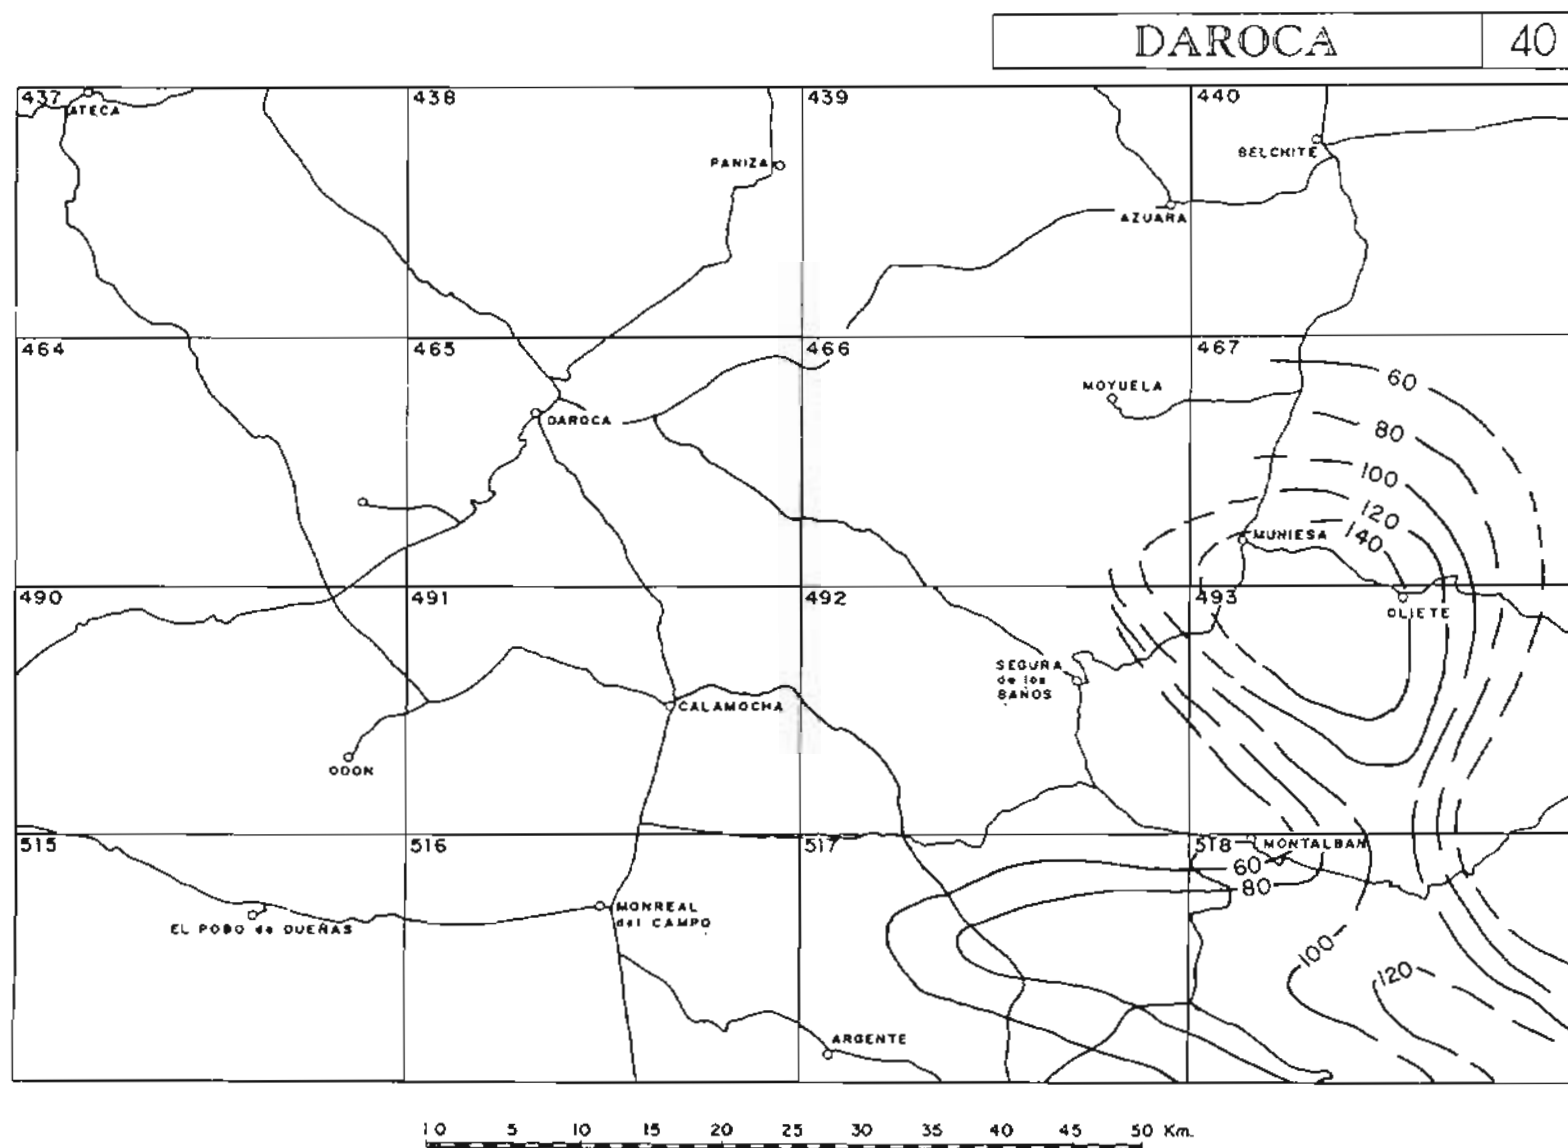 DAROCA 40
437 438 439 440
ATECA
PANIZA
BELCHITE
AZUARA
464 465 466 467
60
MOYUELA
DAROCA
80
100
120
MUNIESA
140
490 491 492 493
OLIETE
SEGURA
de los
BAÑOS
CALAMOCHA
ODON
515 516 517 518
MONTALBAN
60
80
MONREAL
del CAMPO
EL POBO de DUEÑAS
100
120
ARGENTE
1 0 5 10 15 20 25 30 35 40 45 50 Km.